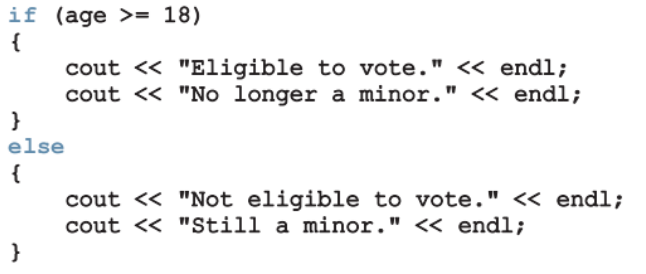 if (age >= 18)
{
    cout << "Eligible to vote." << endl;
    cout << "No longer a minor." << endl;
}
else
{
    cout << "Not eligible to vote." << endl;
    cout << "Still a minor." << endl;
}